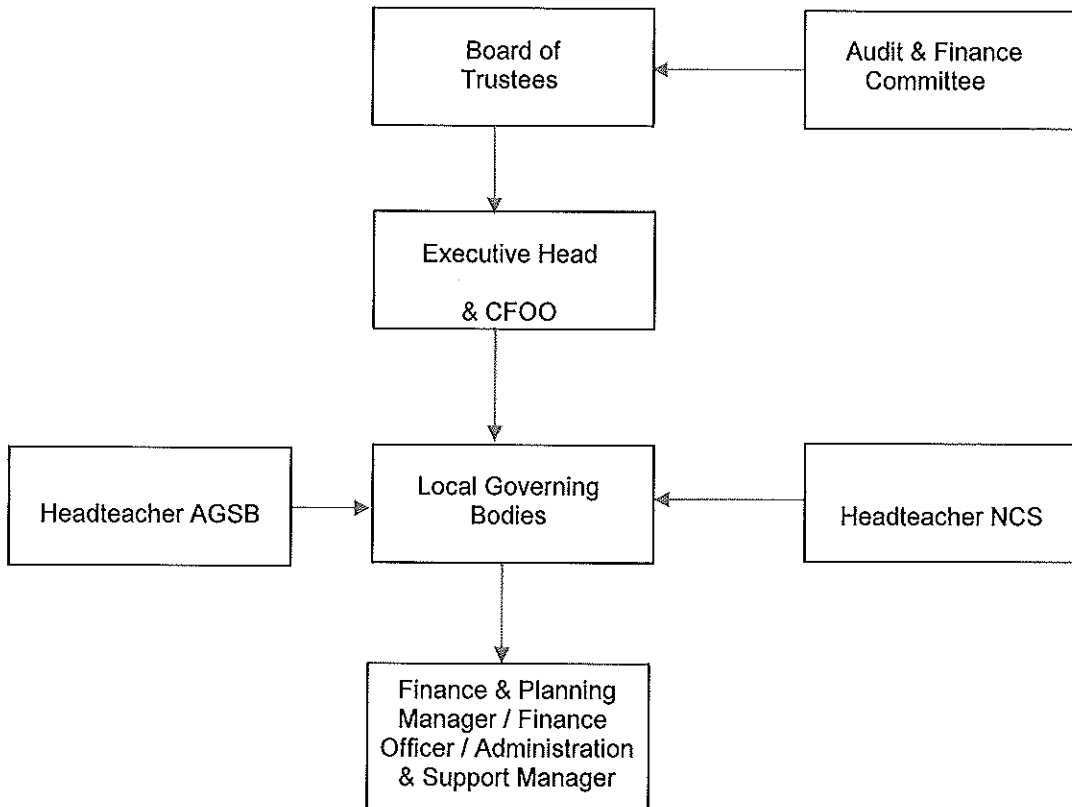 Board of
Trustees
Audit & Finance
Committee
Executive Head
& CFOO
Headteacher AGSB
Local Governing
Bodies
Headteacher NCS
Finance & Planning
Manager / Finance
Officer / Administration
& Support Manager